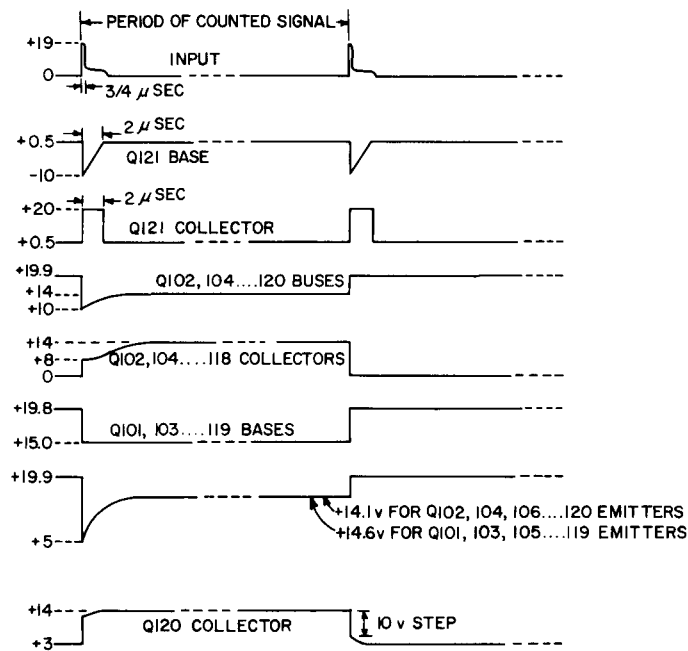 PERIOD OF COUNTED SIGNAL
+19
INPUT
0
3/4 μ SEC
2 μ SEC
+0.5
Q121 BASE
-10
2 μ SEC
+20
Q121 COLLECTOR
+0.5
+19.9
Q102, 104....120 BUSES
+14
+10
+14
+8
Q102,104....118 COLLECTORS
0
+19.8
Q101, 103....119 BASES
+15.0
+19.9
+14.1v FOR Q102, 104, 106....120 EMITTERS
+14.6v FOR Q101, 103, 105....119 EMITTERS
+5
+14
Q120 COLLECTOR
10 v STEP
+3